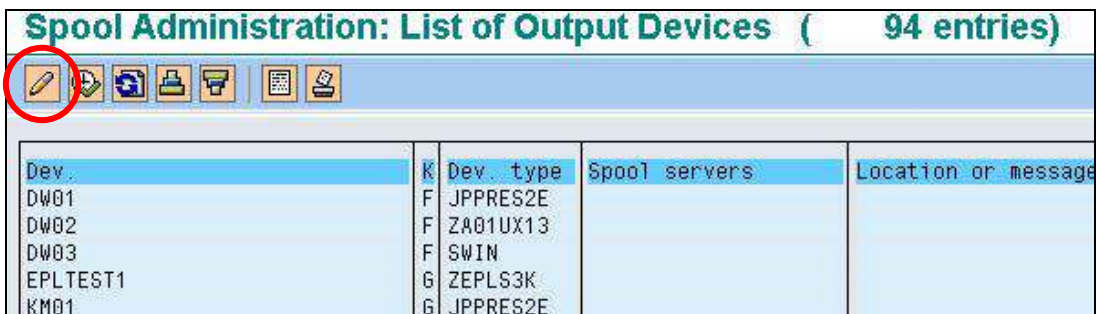 Spool Administration: List of Output Devices ( 94 entries)
Dev. K Dev. type Spool servers Location or message
DW01 F JPPRES2E
DW02 F ZA01UX13
DW03 F SWIN
EPLTEST1 G ZEPLS3K
KM01 G JPPRES2E